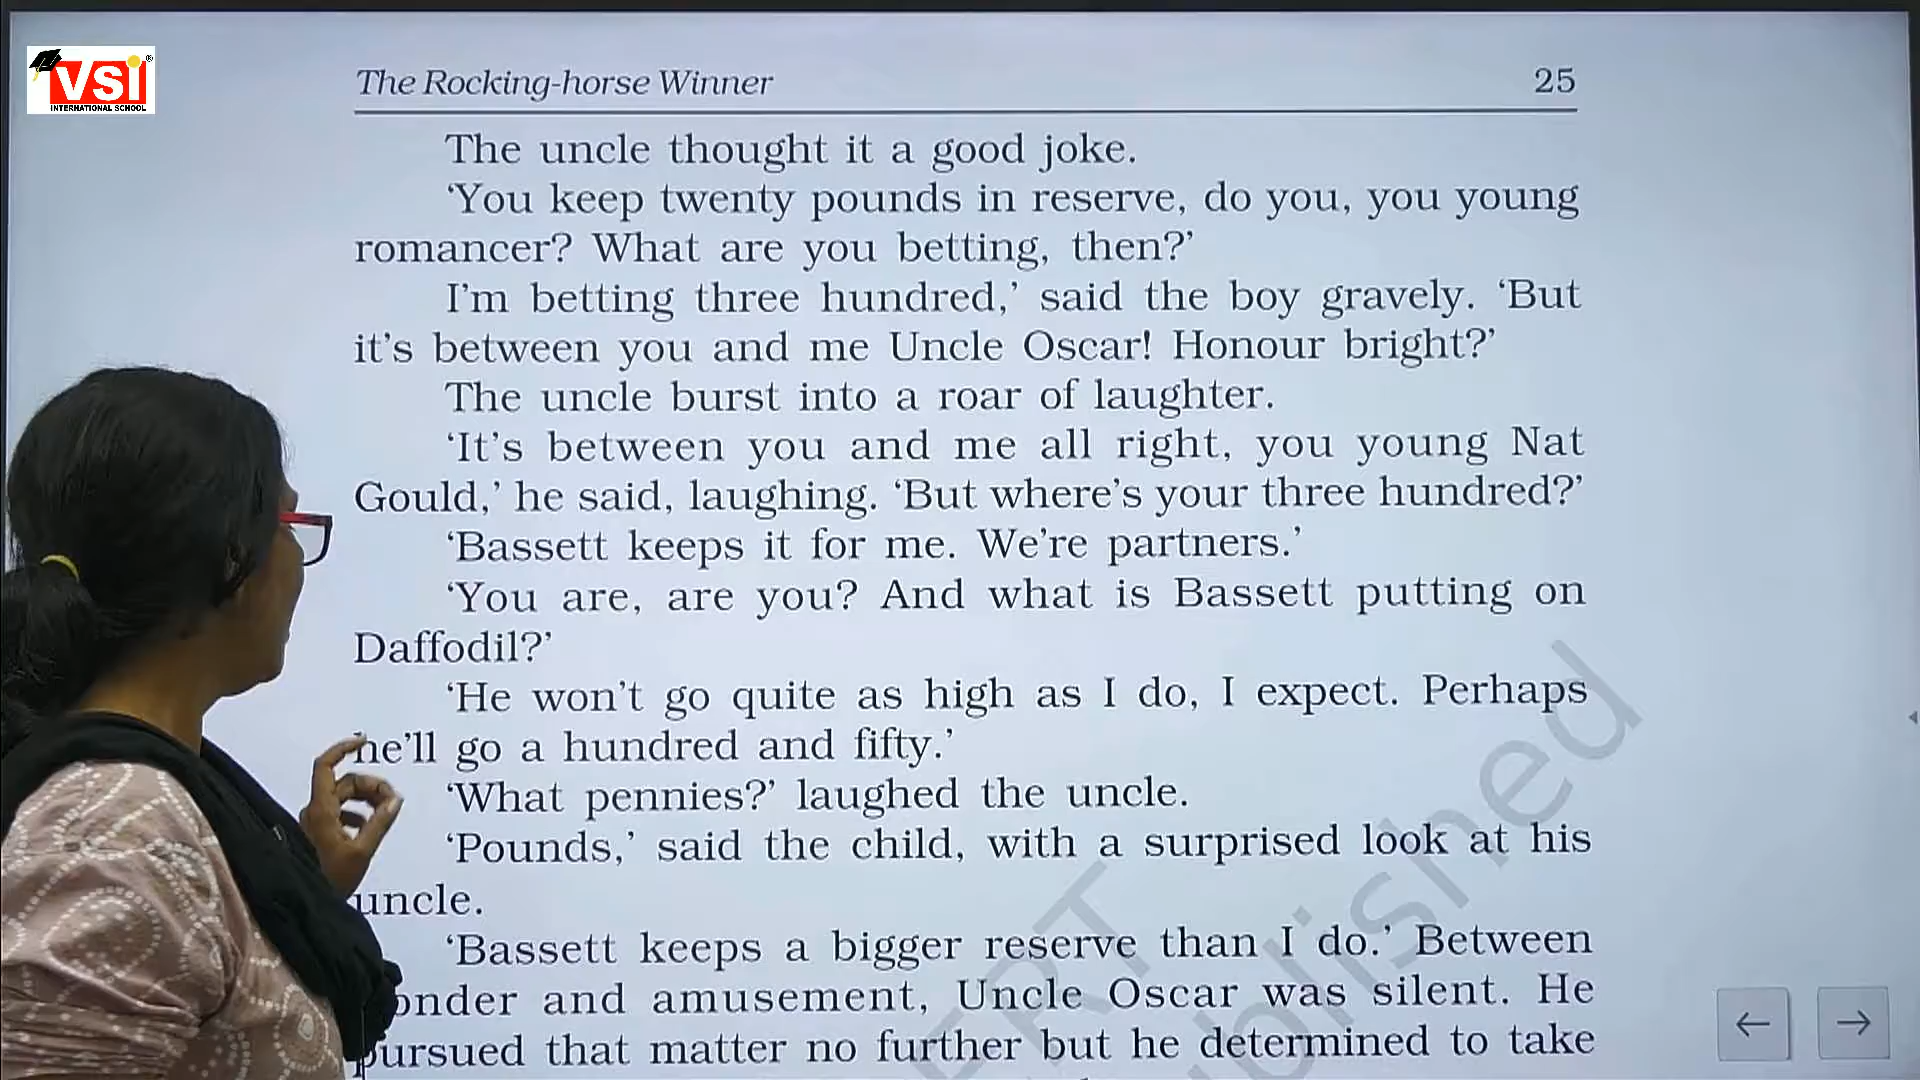 VSI
INTERNATIONAL SCHOOL
The Rocking-horse Winner 25
The uncle thought it a good joke.
‘You keep twenty pounds in reserve, do you, you young
romancer? What are you betting, then?’
I’m betting three hundred,’ said the boy gravely. ‘But
it’s between you and me Uncle Oscar! Honour bright?’
The uncle burst into a roar of laughter.
‘It’s between you and me all right, you young Nat
Gould,’ he said, laughing. ‘But where’s your three hundred?’
‘Bassett keeps it for me. We’re partners.’
‘You are, are you? And what is Bassett putting on
Daffodil?’
‘He won’t go quite as high as I do, I expect. Perhaps
he’ll go a hundred and fifty.’
‘What pennies?’ laughed the uncle.
‘Pounds,’ said the child, with a surprised look at his
uncle.
‘Bassett keeps a bigger reserve than I do.’ Between
onder and amusement, Uncle Oscar was silent. He
pursued that matter no further but he determined to take